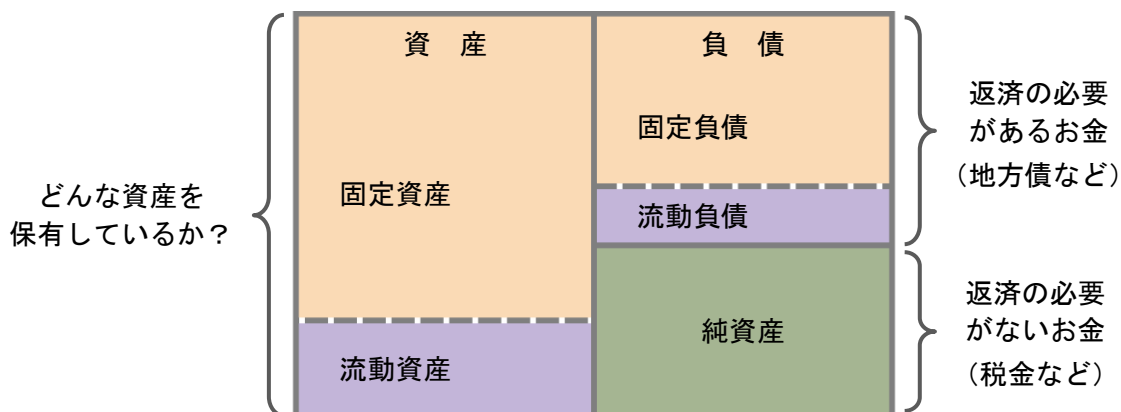 どんな資産を
保有しているか？
資　産
固定資産
流動資産
負　債
固定負債
流動負債
純資産
返済の必要
があるお金
（地方債など）
返済の必要
がないお金
（税金など）